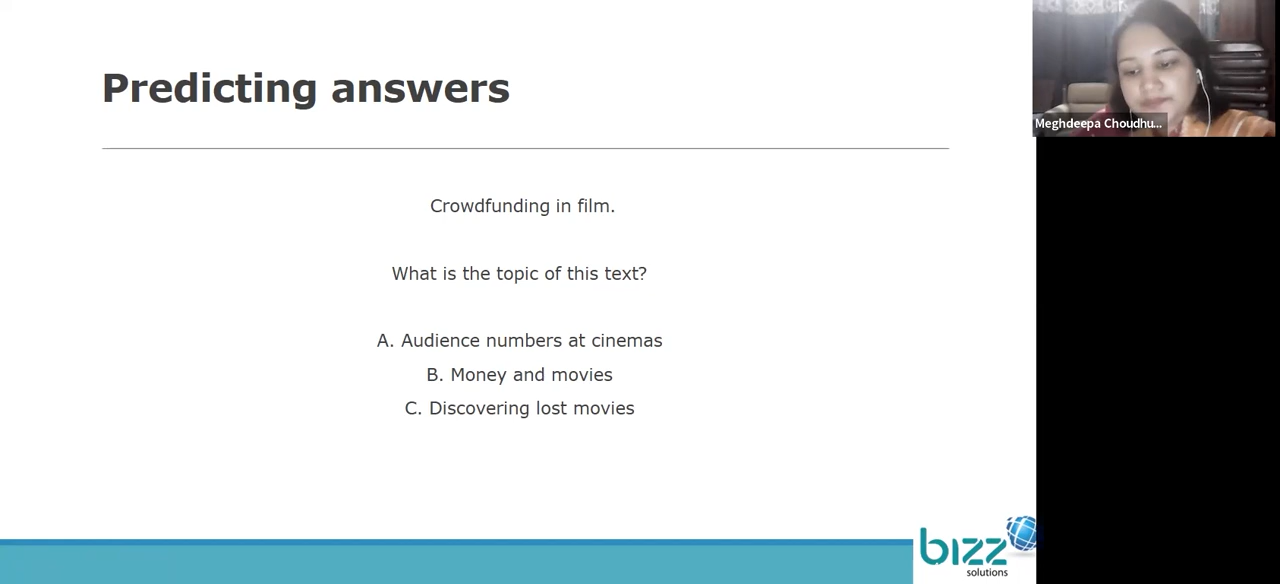 Predicting answers
Meghdeepa Choudhu...
Crowdfunding in film.
What is the topic of this text?
A. Audience numbers at cinemas
B. Money and movies
C. Discovering lost movies
bizz
solutions